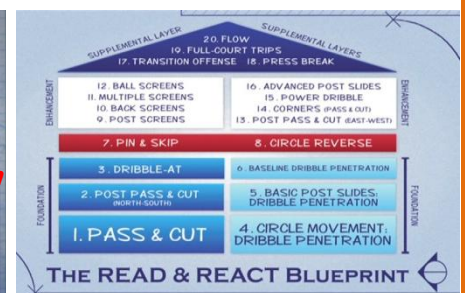 SUPPLEMENTAL LAYER
SUPPLEMENTAL LAYERS
20. FLOW
19. FULL-COURT TRIPS
17. TRANSITION OFFENSE 18. PRESS BREAK
ENHANCEMENT
12. BALL SCREENS
11. MULTIPLE SCREENS
10. BACK SCREENS
9. POST SCREENS
16. ADVANCED POST SLIDES
15. POWER DRIBBLE
14. CORNERS (PASS & CUT)
13. POST PASS & CUT (EAST-WEST)
ENHANCEMENT
7. PIN & SKIP
8. CIRCLE REVERSE
FOUNDATION
3. DRIBBLE-AT
6. BASELINE DRIBBLE PENETRATION
2. POST PASS & CUT
(NORTH-SOUTH)
5. BASIC POST SLIDES:
DRIBBLE PENETRATION
1. PASS & CUT
4. CIRCLE MOVEMENT:
DRIBBLE PENETRATION
FOUNDATION
THE READ & REACT BLUEPRINT